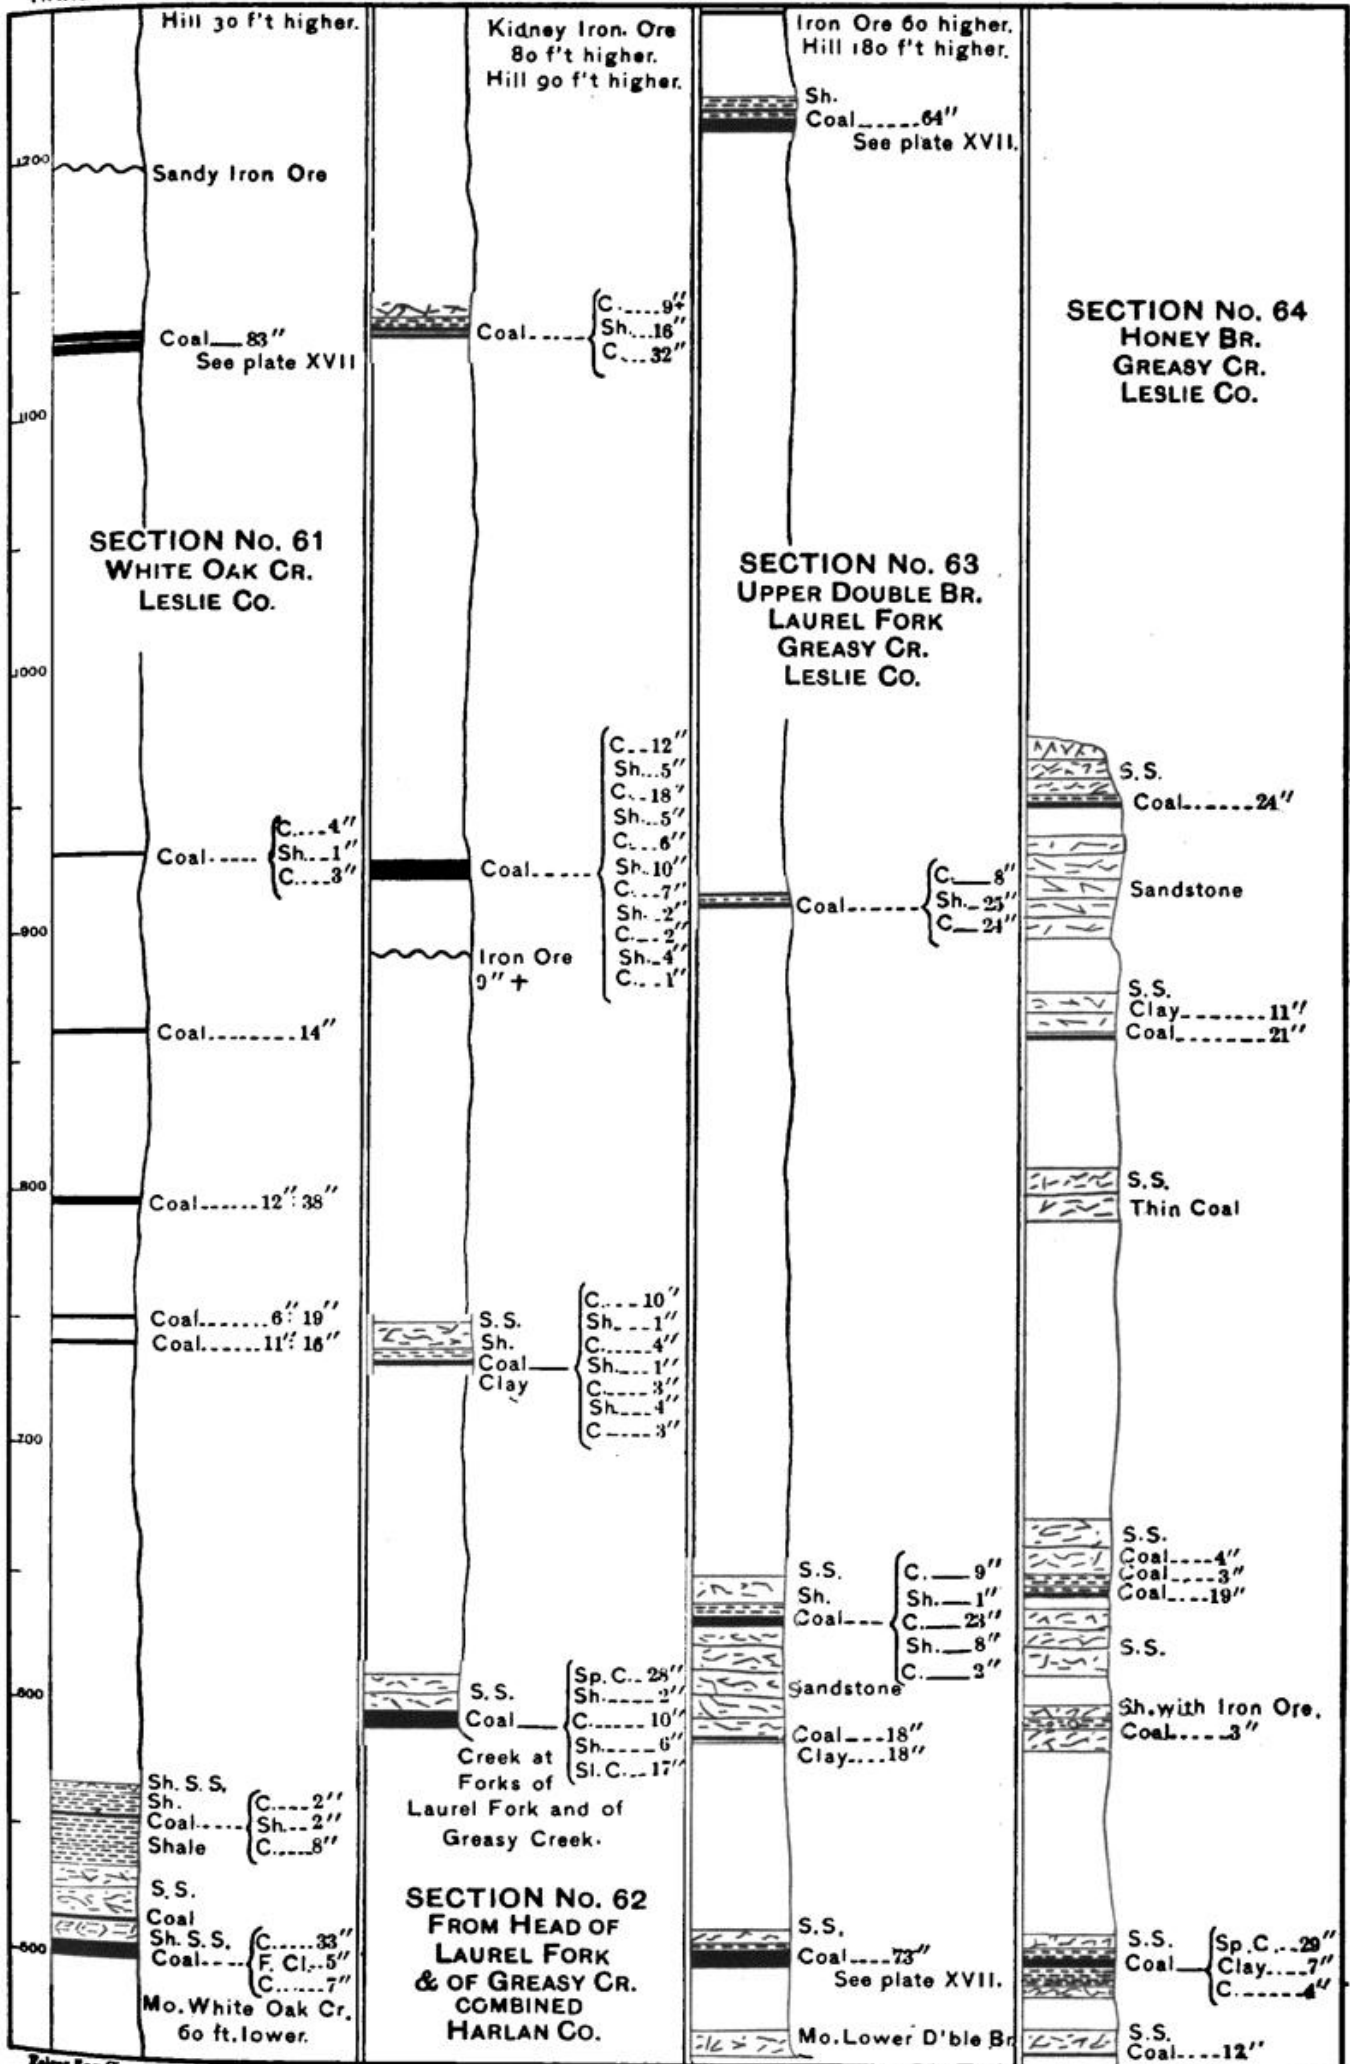 Hill 30 f't higher.
Sandy Iron Ore
Coal 83"
See plate XVII
SECTION No. 61
WHITE OAK CR.
LESLIE CO.
Coal
C. 4"
Sh. 1"
C. 3"
Coal 14"
Coal 12": 38"
Coal 6": 19"
Coal 11": 16"
Sh. S. S.
Sh.
Coal
Shale
C. 2"
Sh. 2"
C. 8"
S. S.
Coal
Sh. S. S.
Coal
C. 33"
F. Cl. 5"
C. 7"
Mo. White Oak Cr.
60 ft. lower.
1200
1100
1000
900
800
700
600
500
Kidney Iron Ore
80 f't higher.
Hill 90 f't higher.
Coal
C. 9"+
Sh. 16"
C. 32"
Coal
C. 12"
Sh. 5"
C. 18"
Sh. 5"
C. 6"
Sh. 10"
C. 7"
Sh. 2"
C. 2"
Sh. 4"
C. 1"
Iron Ore
9" +
S. S.
Sh.
Coal
Clay
C. 10"
Sh. 1"
C. 4"
Sh. 1"
C. 3"
Sh. 4"
C. 3"
S. S.
Coal
Sp. C. 28"
Sh. 2"
C. 10"
Sh. 6"
Sl. C. 17"
Creek at
Forks of
Laurel Fork and of
Greasy Creek.
SECTION No. 62
FROM HEAD OF
LAUREL FORK
& OF GREASY CR.
COMBINED
HARLAN CO.
Iron Ore 60 higher.
Hill 180 f't higher.
Sh.
Coal 64"
See plate XVII.
SECTION No. 63
UPPER DOUBLE BR.
LAUREL FORK
GREASY CR.
LESLIE CO.
Coal
C. 8"
Sh. 25"
C. 24"
S. S.
Sh.
Coal
C. 9"
Sh. 1"
C. 23"
Sh. 8"
C. 3"
Sandstone
Coal 18"
Clay 18"
S. S.
Coal 73"
See plate XVII.
Mo. Lower D'ble Br
SECTION No. 64
HONEY BR.
GREASY CR.
LESLIE CO.
S. S.
Coal 24"
Sandstone
S. S.
Clay 11"
Coal 21"
S. S.
Thin Coal
S. S.
Coal 4"
Coal 3"
Coal 19"
S. S.
Sh. with Iron Ore.
Coal 3"
S. S.
Coal
Sp. C. 29"
Clay 7"
C. 4"
S. S.
Coal 12"